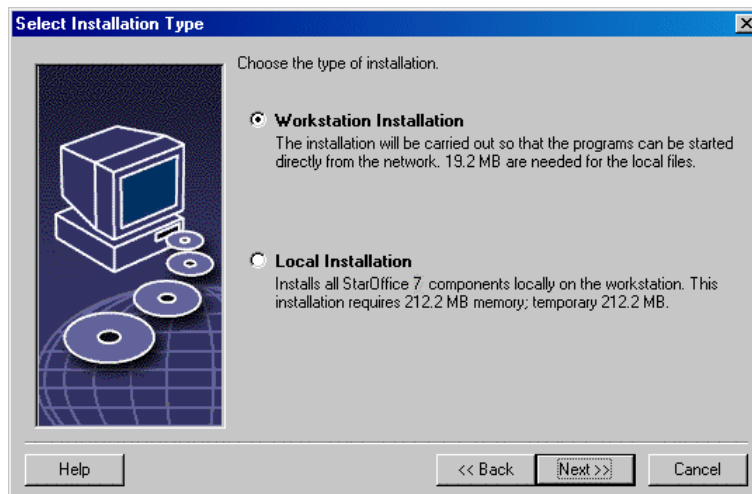 Select Installation Type
Choose the type of installation.
Workstation Installation
The installation will be carried out so that the programs can be started
directly from the network. 19.2 MB are needed for the local files.
Local Installation
Installs all StarOffice 7 components locally on the workstation. This
installation requires 212.2 MB memory; temporary 212.2 MB.
Help
<< Back
Next >>
Cancel